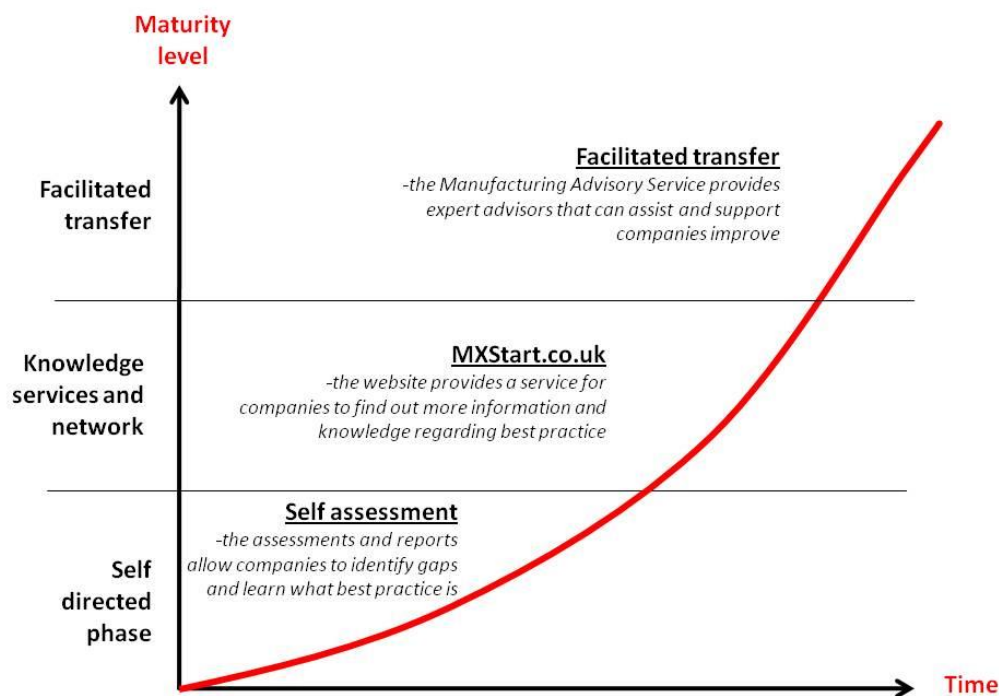 Maturity
level
Facilitated
transfer
Facilitated transfer
-the Manufacturing Advisory Service provides
expert advisors that can assist and support
companies improve
Knowledge
services and
network
MXStart.co.uk
-the website provides a service for
companies to find out more information and
knowledge regarding best practice
Self
directed
phase
Self assessment
-the assessments and reports
allow companies to identify gaps
and learn what best practice is
Time